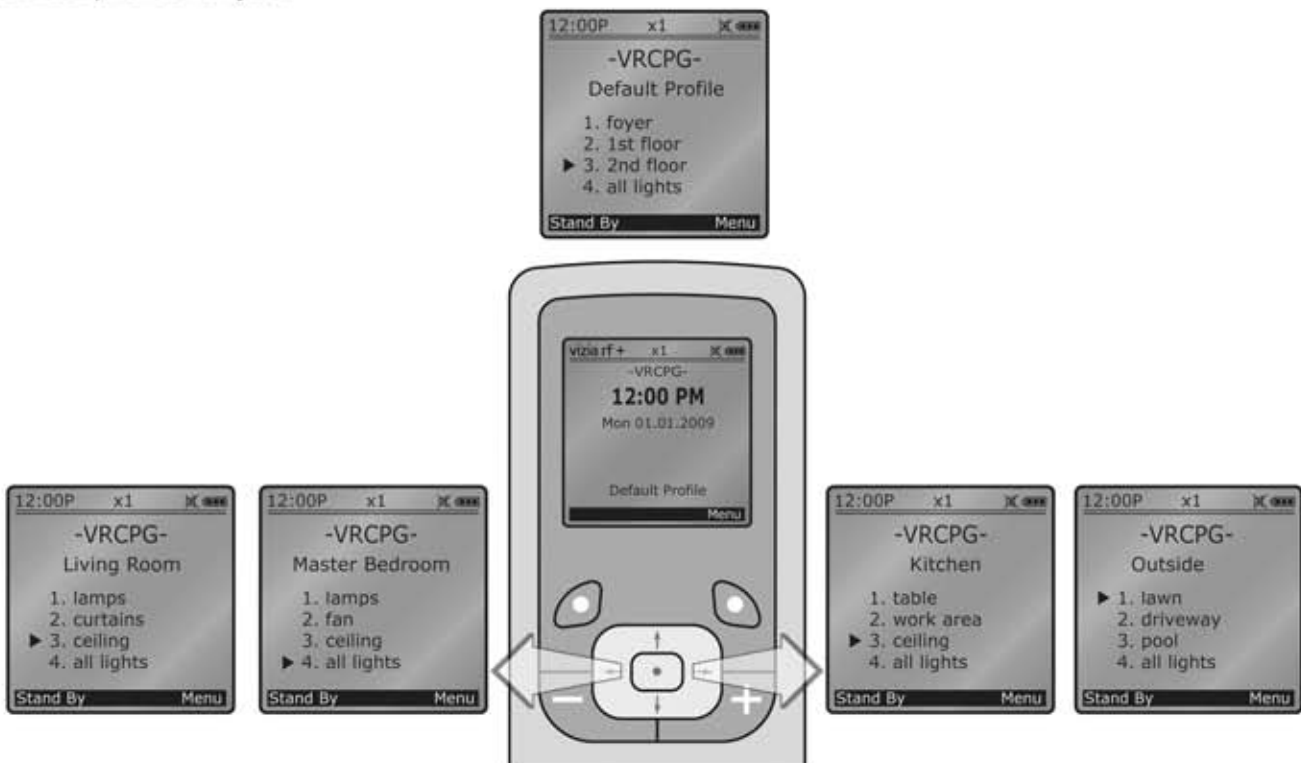 12:00P x1
-VRCPG-
Default Profile
1. foyer
2. 1st floor
▶ 3. 2nd floor
4. all lights
Stand By Menu
vizia rf + x1
-VRCPG-
12:00 PM
Mon 01.01.2009
Default Profile
Menu
12:00P x1
-VRCPG-
Living Room
1. lamps
2. curtains
▶ 3. ceiling
4. all lights
Stand By Menu
12:00P x1
-VRCPG-
Master Bedroom
1. lamps
2. fan
3. ceiling
▶ 4. all lights
Stand By Menu
12:00P x1
-VRCPG-
Kitchen
1. table
2. work area
▶ 3. ceiling
4. all lights
Stand By Menu
12:00P x1
-VRCPG-
Outside
▶ 1. lawn
2. driveway
3. pool
4. all lights
Stand By Menu
− +